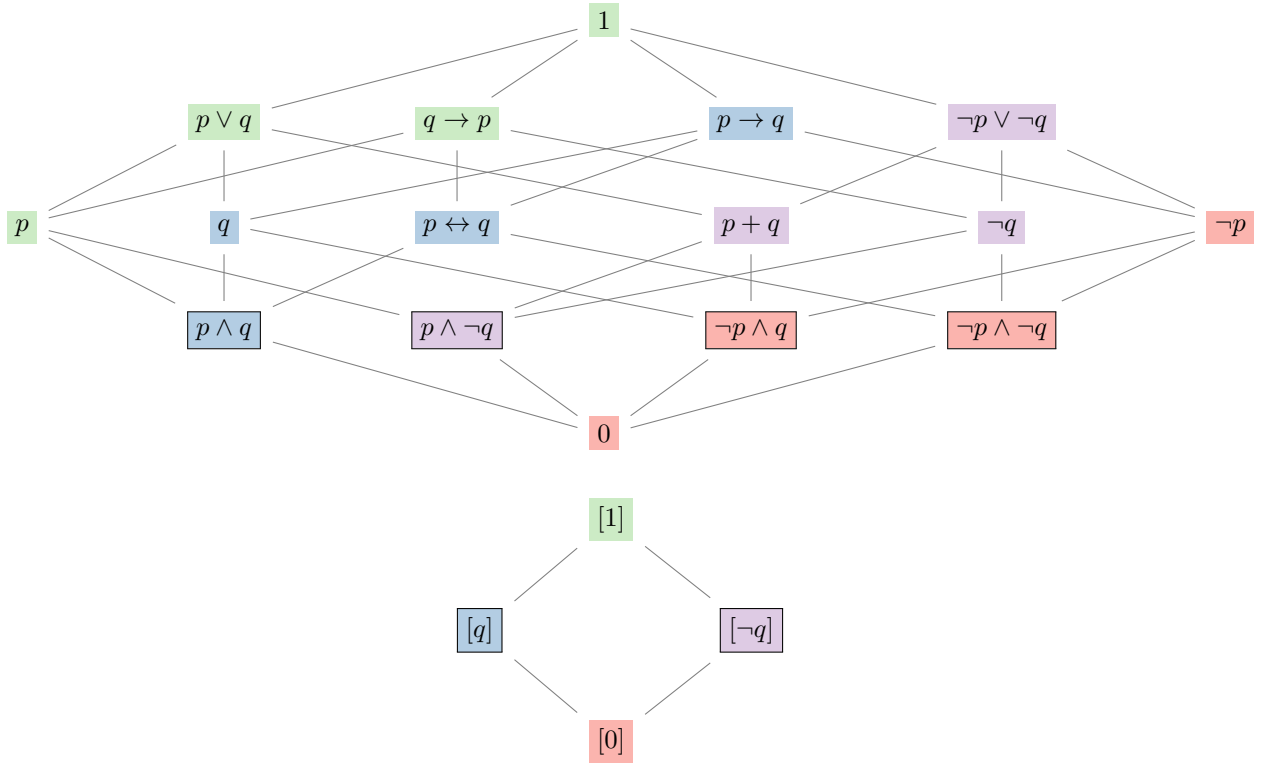 1
p ∨ q q → p p → q ¬p ∨ ¬q
p q p ↔ q p + q ¬q ¬p
p ∧ q p ∧ ¬q ¬p ∧ q ¬p ∧ ¬q
0
[1]
[q] [¬q]
[0]